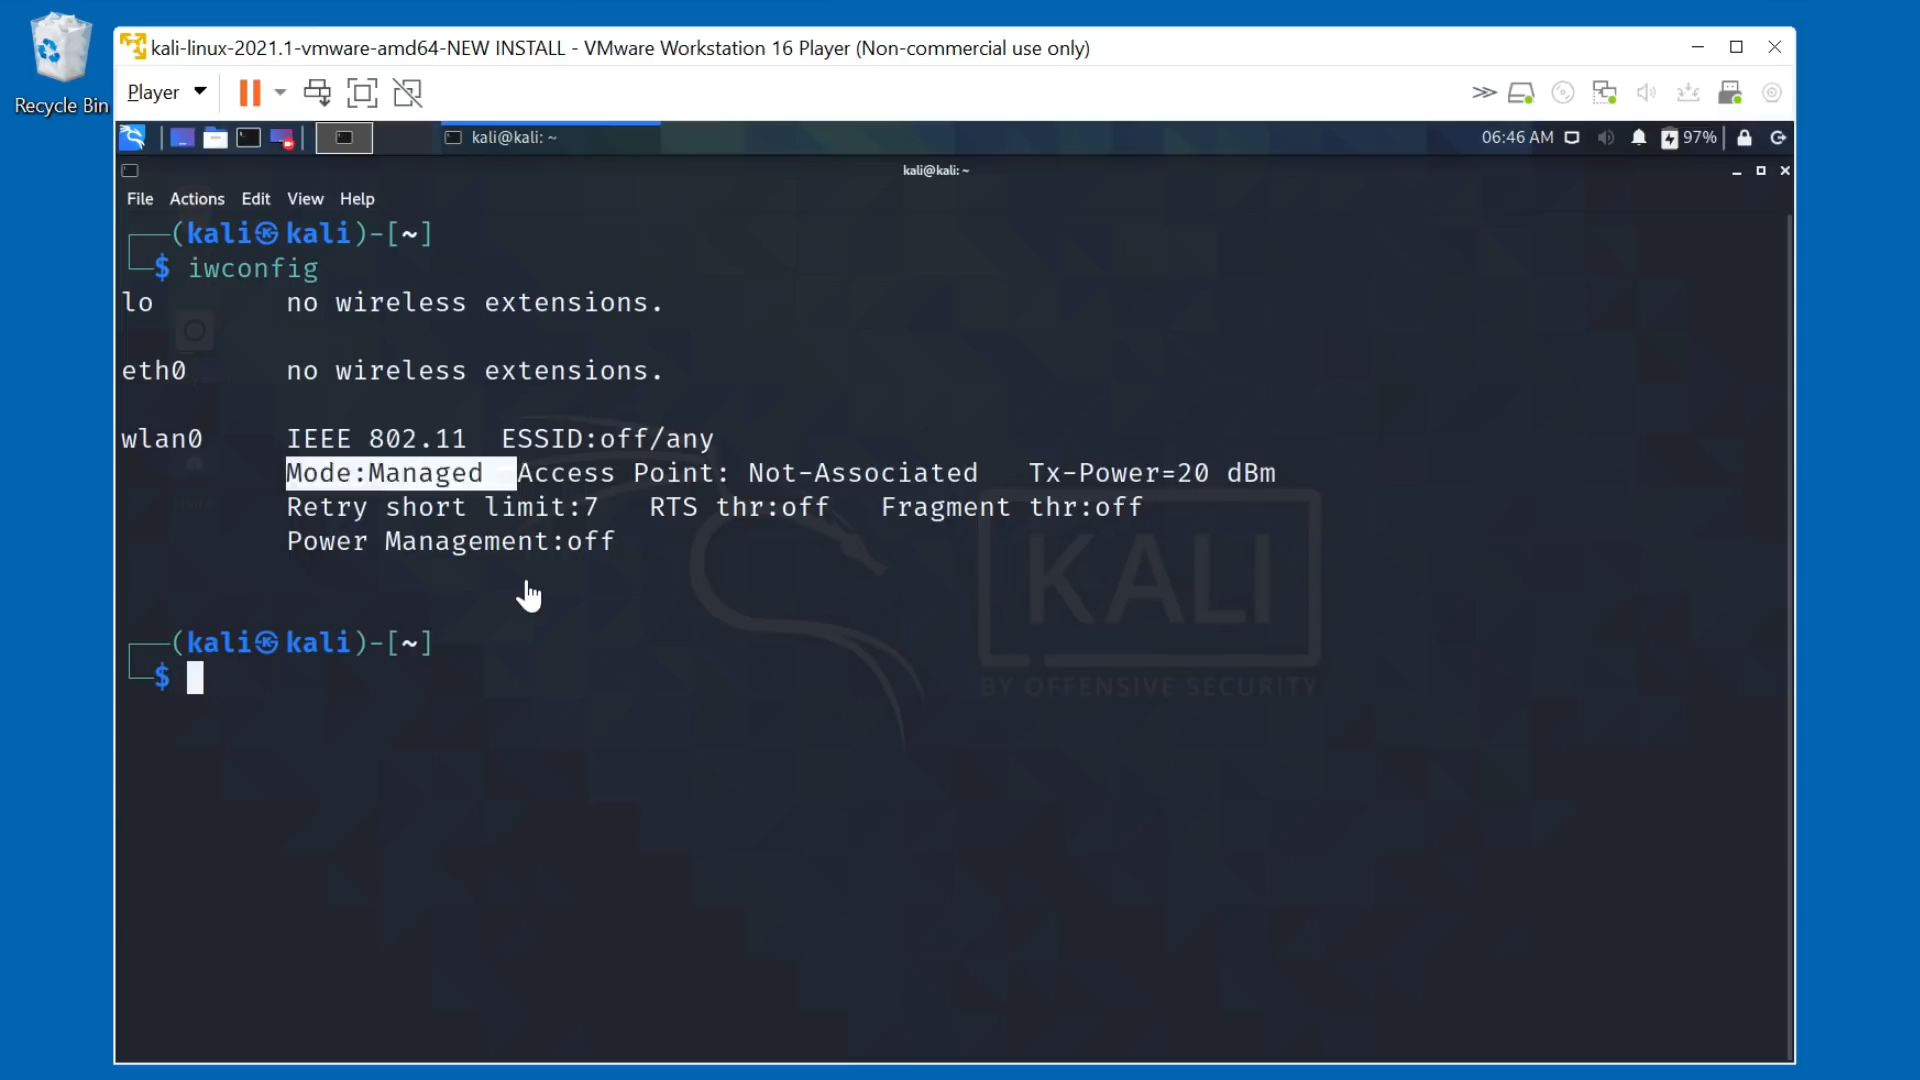 Recycle Bin
kali-linux-2021.1-vmware-amd64-NEW INSTALL - VMware Workstation 16 Player (Non-commercial use only)
Player
kali@kali: ~
06:46 AM
97%
kali@kali: ~
File Actions Edit View Help
(kali㉿kali)-[~]
$ iwconfig
lo no wireless extensions.
eth0 no wireless extensions.
wlan0 IEEE 802.11 ESSID:off/any
Mode:Managed Access Point: Not-Associated Tx-Power=20 dBm
Retry short limit:7 RTS thr:off Fragment thr:off
Power Management:off
(kali㉿kali)-[~]
$
KALI
BY OFFENSIVE SECURITY